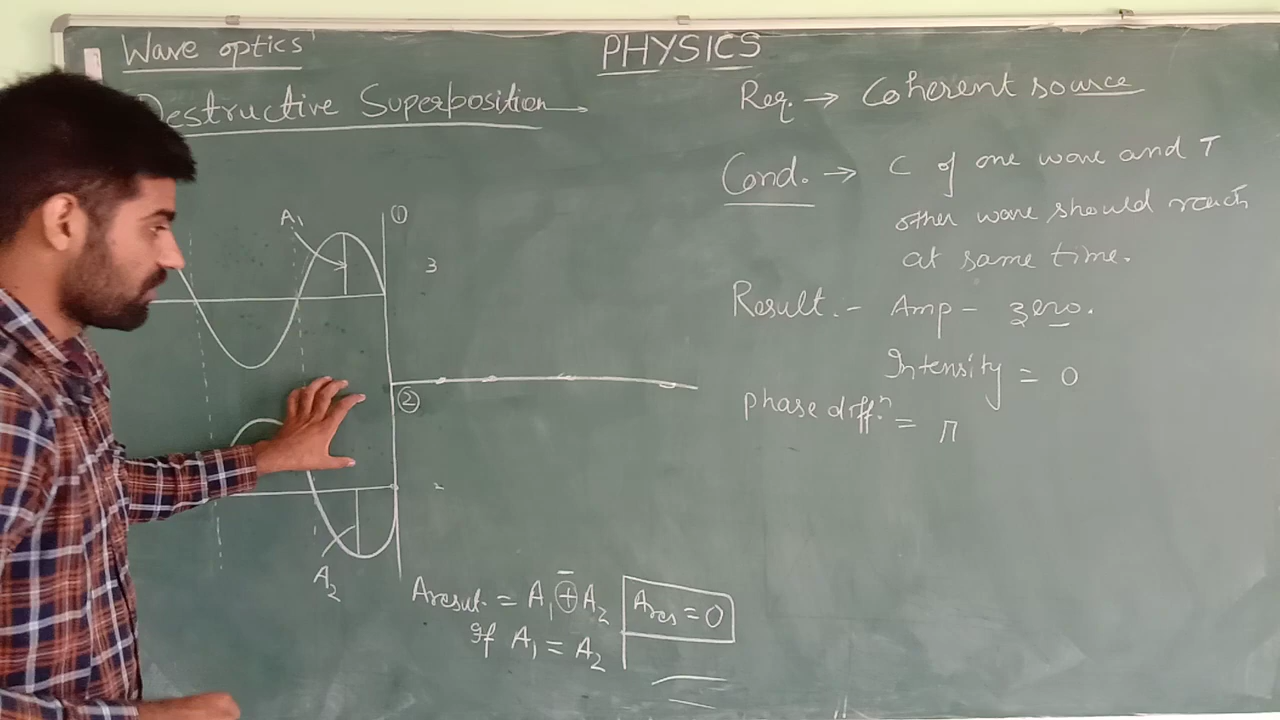 Wave optics
PHYSICS
Destructive Superposition →
Req. → Coherent source
Cond. → C of one wave and T
other wave should reach
at same time.
Result.- Amp - zero.
Intensity = 0
phase diffⁿ. = π
A₁
①
3
②
A₂
Aresult. = A₁ + A₂
If A₁ = A₂
Ares = 0